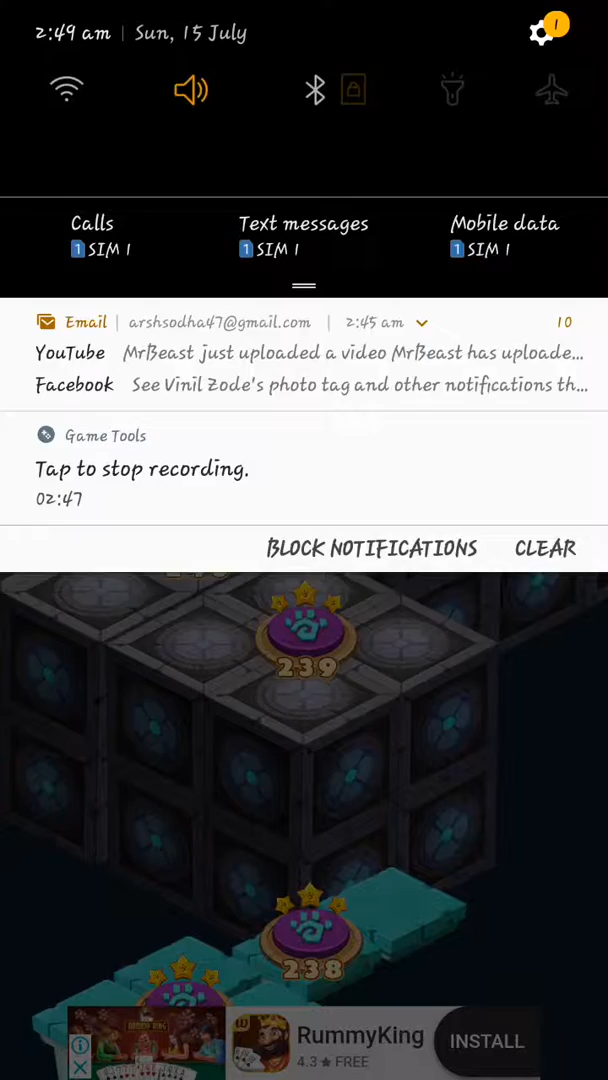 2:49 am | Sun, 15 July
1
Calls
1 SIM 1
Text messages
1 SIM 1
Mobile data
1 SIM 1
Email | arshsodha47@gmail.com | 2:45 am
10
YouTube MrBeast just uploaded a video MrBeast has uploade...
Facebook See Vinil Zode's photo tag and other notifications th...
Game Tools
Tap to stop recording.
02:47
BLOCK NOTIFICATIONS CLEAR
239
238
RummyKing
4.3★ FREE
INSTALL